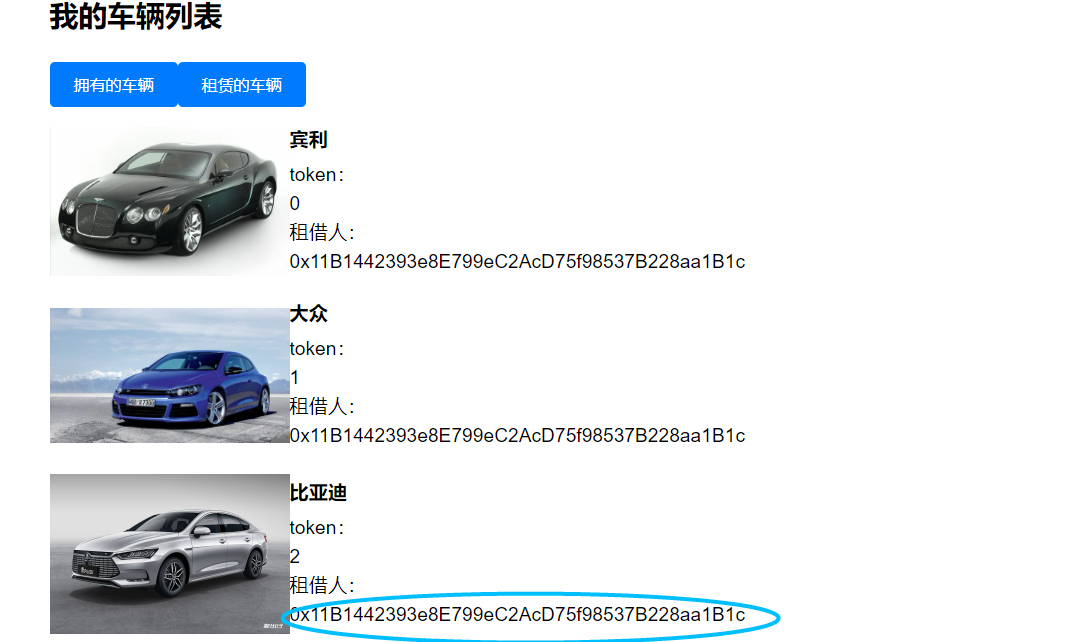 我的车辆列表
拥有的车辆 租赁的车辆
宾利
token：
0
租借人：
0x11B1442393e8E799eC2AcD75f98537B228aa1B1c
大众
token：
1
租借人：
0x11B1442393e8E799eC2AcD75f98537B228aa1B1c
比亚迪
token：
2
租借人：
0x11B1442393e8E799eC2AcD75f98537B228aa1B1c